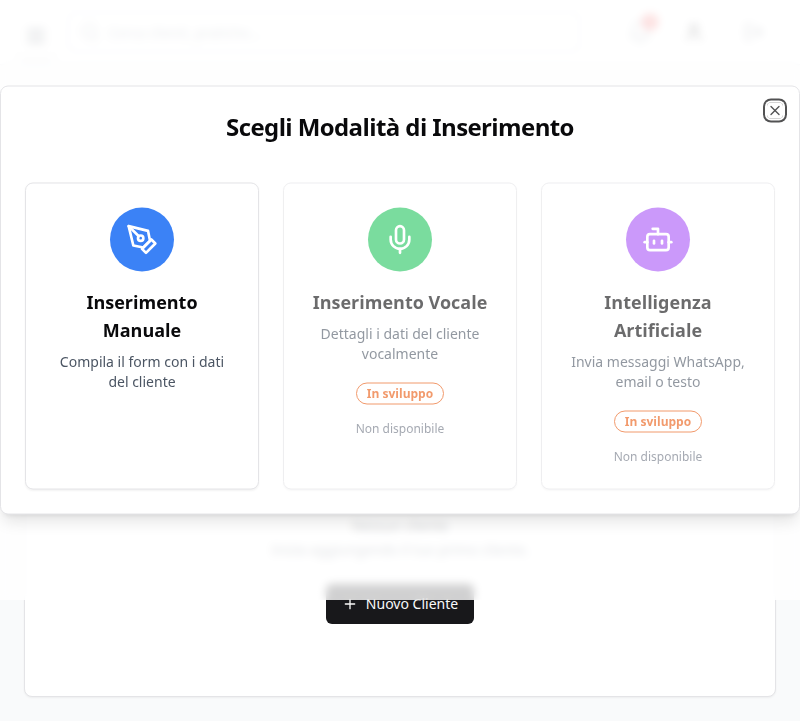 Scegli Modalità di Inserimento
Inserimento
Manuale
Compila il form con i dati
del cliente
Inserimento Vocale
Dettagli i dati del cliente
vocalmente
In sviluppo
Non disponibile
Intelligenza
Artificiale
Invia messaggi WhatsApp,
email o testo
In sviluppo
Non disponibile
Nuovo Cliente